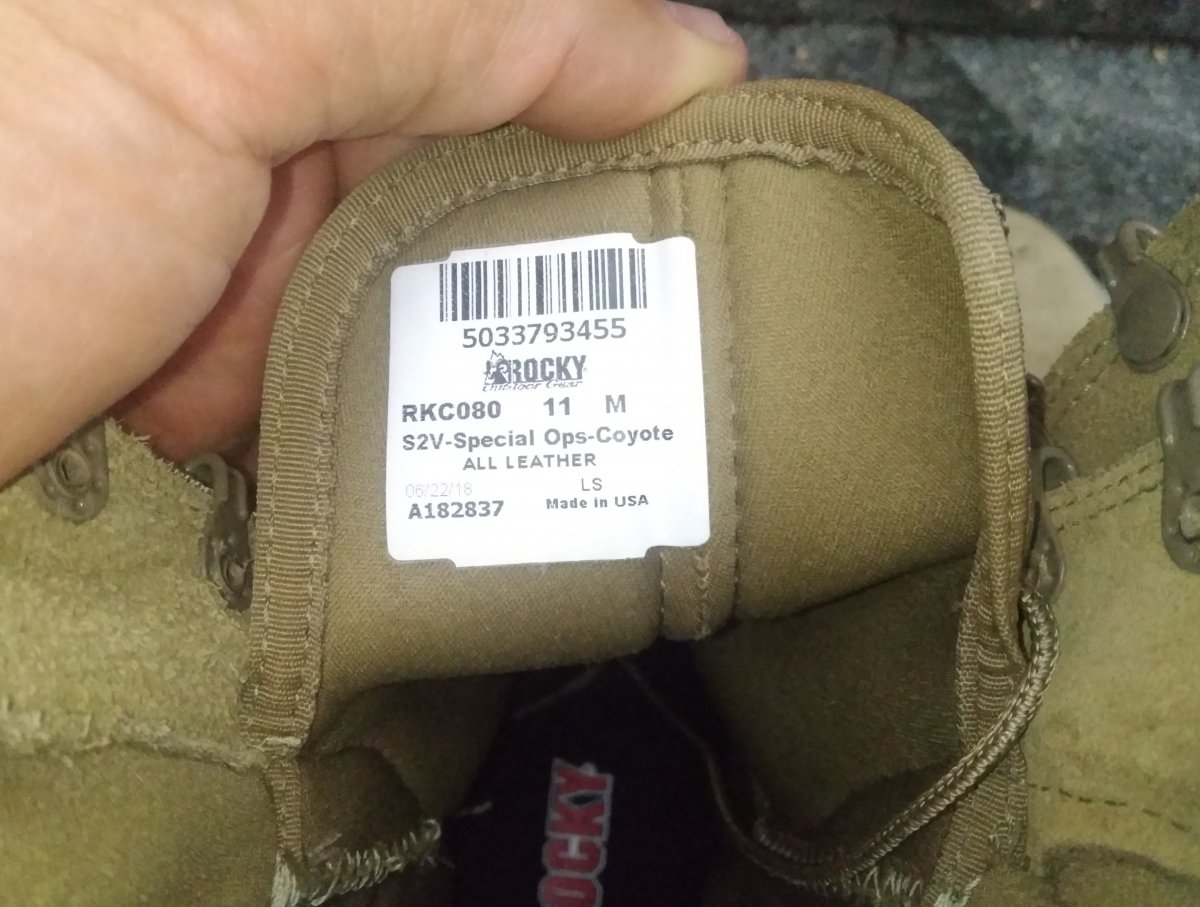 5033793455
ROCKY
Outdoor Gear
RKC080 11 M
S2V-Special Ops-Coyote
ALL LEATHER
06/22/18 LS
A182837 Made in USA
OCKY